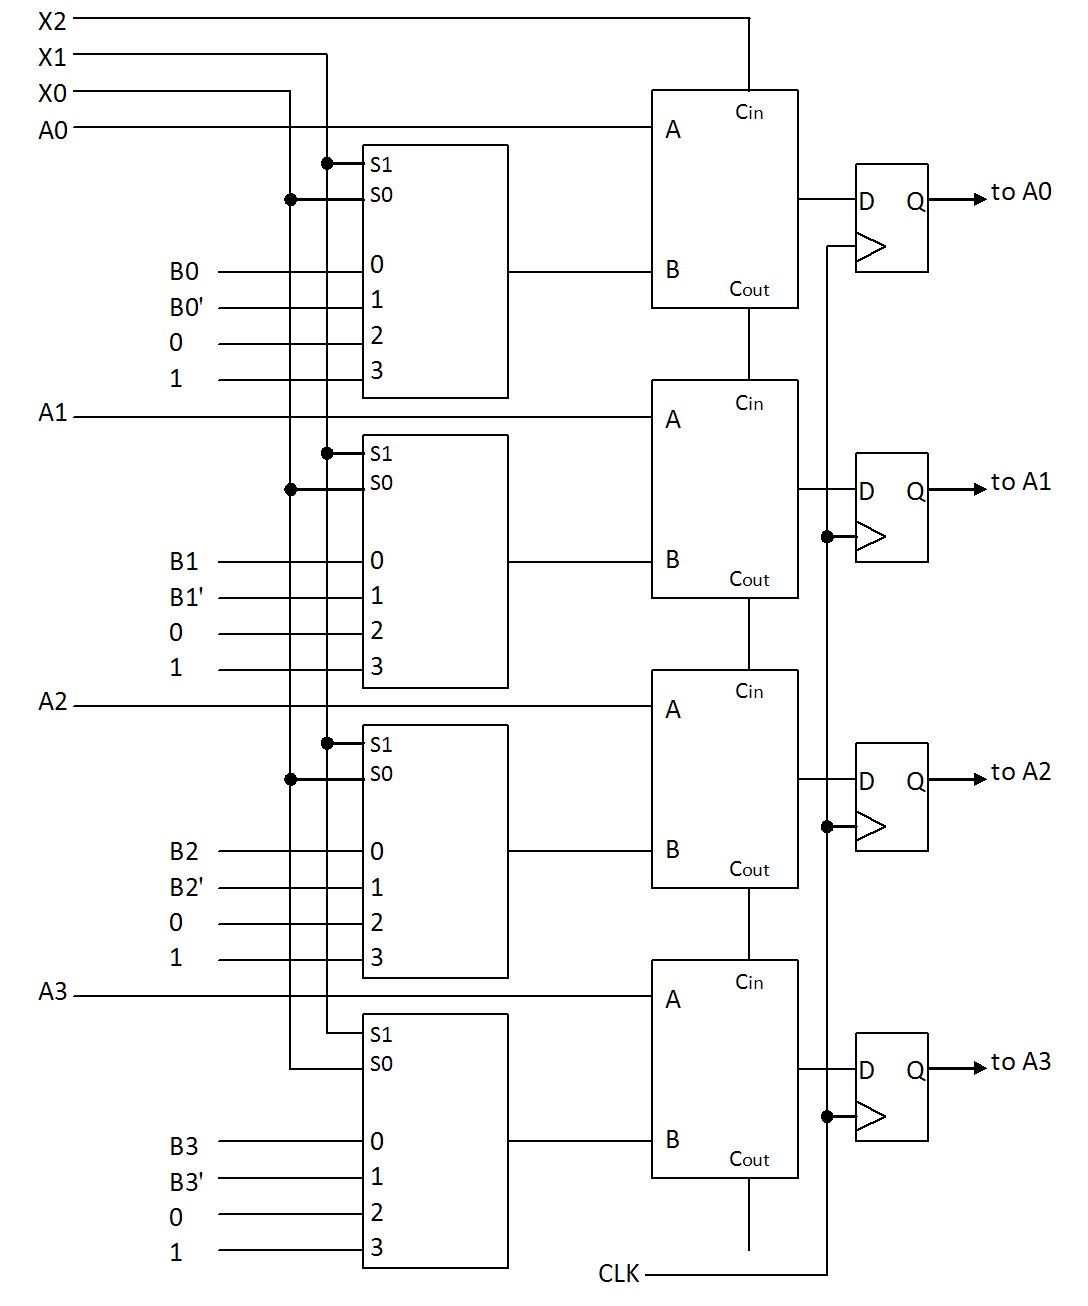 X2
X1
X0
A0
A
Cin
S1
S0
D Q
to A0
B0
0
B
B0'
1
Cout
0
2
1
3
A1
A
Cin
S1
S0
D Q
to A1
B1
0
B
B1'
1
Cout
0
2
1
3
A2
A
Cin
S1
S0
D Q
to A2
B2
0
B
B2'
1
Cout
0
2
1
3
A3
A
Cin
S1
S0
D Q
to A3
B3
0
B
B3'
1
Cout
0
2
1
3
CLK